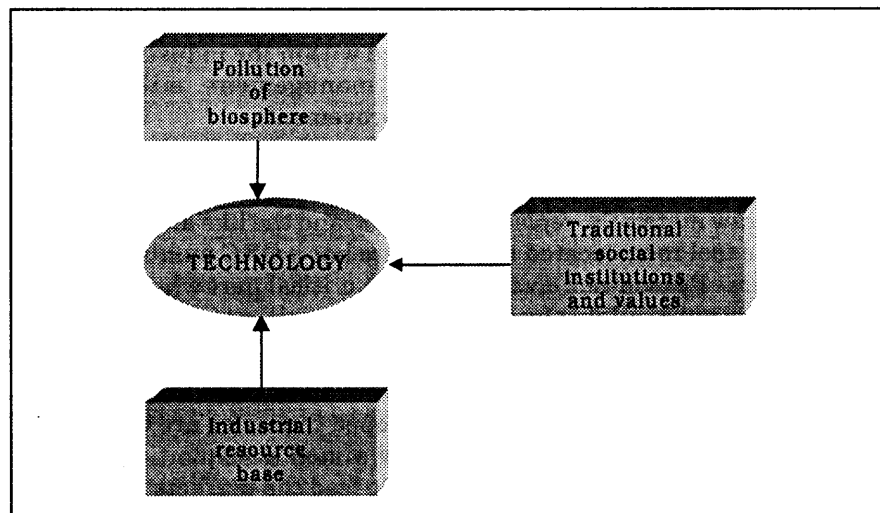 Pollution
of
biosphere
TECHNOLOGY
Traditional
social
institutions
and values
Industrial
resource
base